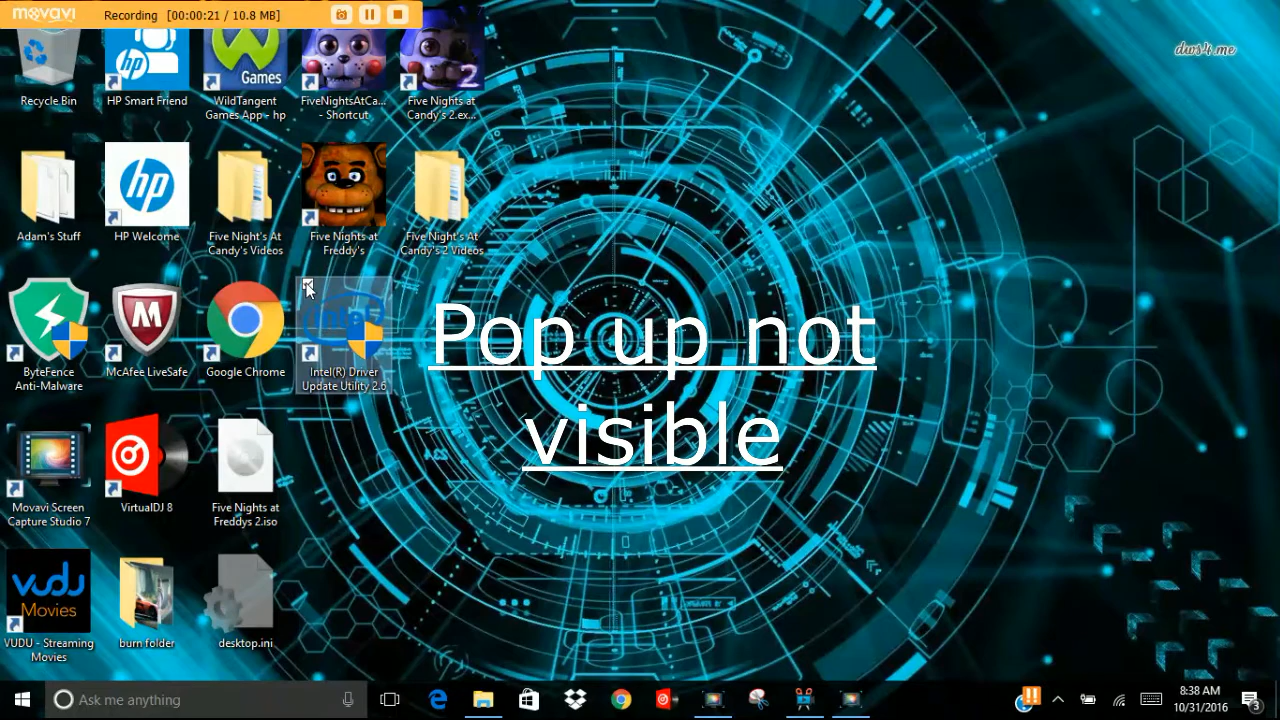 movavi Recording [00:00:21 / 10.8 MB]
dws4.me
Games
2
Recycle Bin
HP Smart Friend
WildTangent
Games App - hp
FiveNightsAtCa...
- Shortcut
Five Nights at
Candy's 2.ex...
hp
Adam's Stuff
HP Welcome
Five Night's At
Candy's Videos
Five Nights at
Freddy's
Five Night's At
Candy's 2 Videos
intel
ByteFence
Anti-Malware
McAfee LiveSafe
Google Chrome
Intel(R) Driver
Update Utility 2.6
Pop up not
visible
Movavi Screen
Capture Studio 7
VirtualDJ 8
Five Nights at
Freddys 2.iso
vudu
Movies
VUDU - Streaming
Movies
burn folder
desktop.ini
Ask me anything
8:38 AM
10/31/2016
3